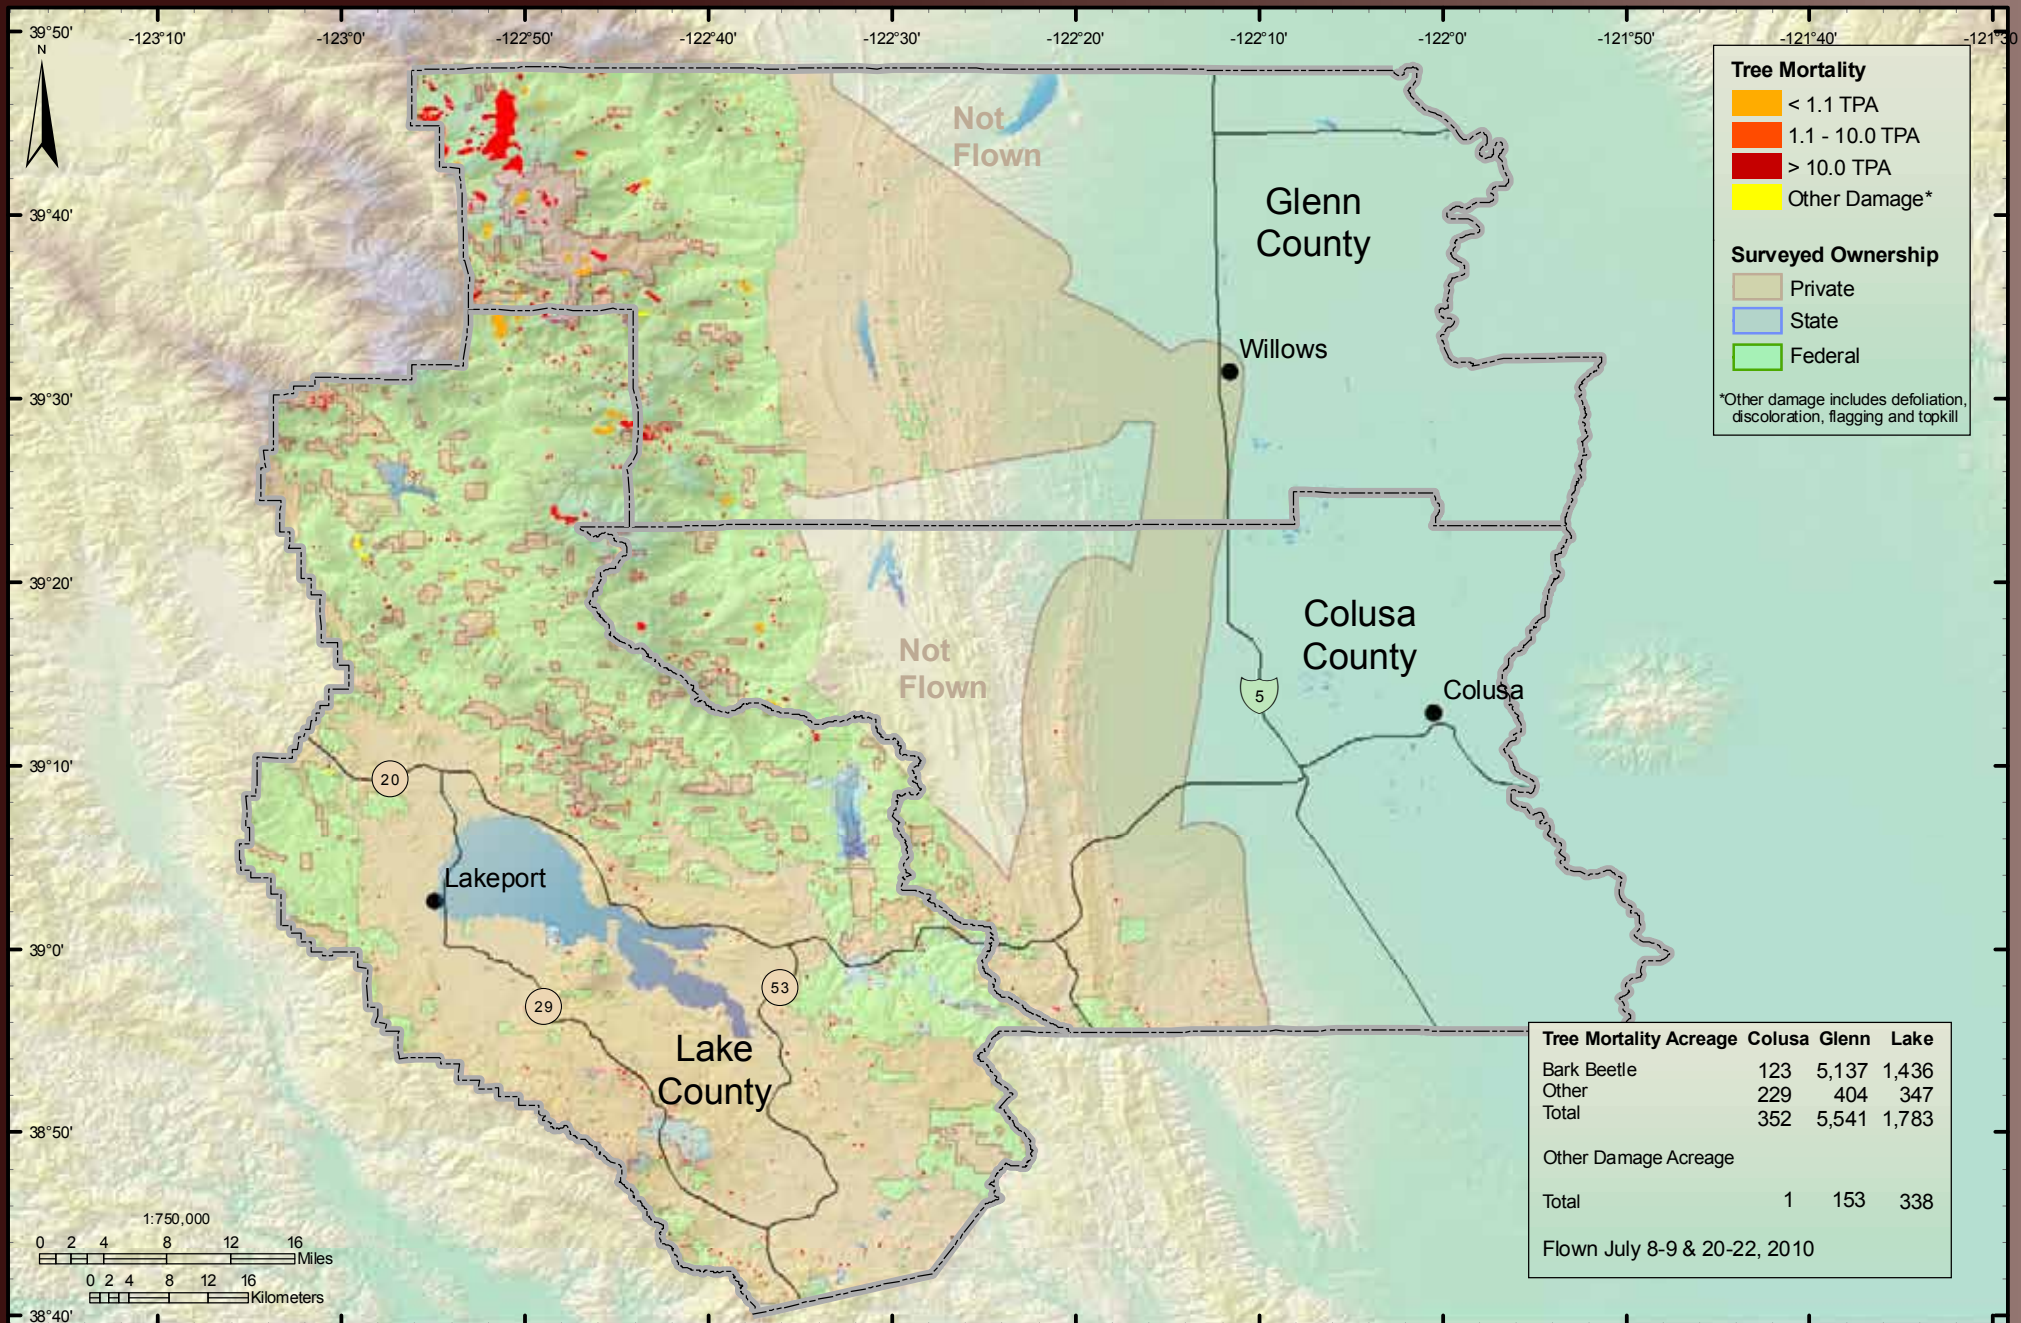 39°50'
-123°10'
-123°0'
-122°50'
-122°40'
-122°30'
-122°20'
-122°10'
-122°0'
-121°50'
-121°40'
-121°30
N
Tree Mortality
< 1.1 TPA
1.1 - 10.0 TPA
> 10.0 TPA
Other Damage*
Surveyed Ownership
Private
State
Federal
*Other damage includes defoliation,
discoloration, flagging and topkill
Not
Flown
Glenn
County
39°40'
Willows
39°30'
39°20'
Colusa
County
Not
Flown
Colusa
5
39°10'
20
Lakeport
39°0'
53
29
Lake
County
38°50'
Tree Mortality Acreage Colusa Glenn Lake
Bark Beetle 123 5,137 1,436
Other 229 404 347
Total 352 5,541 1,783
Other Damage Acreage
Total 1 153 338
Flown July 8-9 & 20-22, 2010
1:750,000
0 2 4 8 12 16
Miles
0 2 4 8 12 16
Kilometers
38°40'